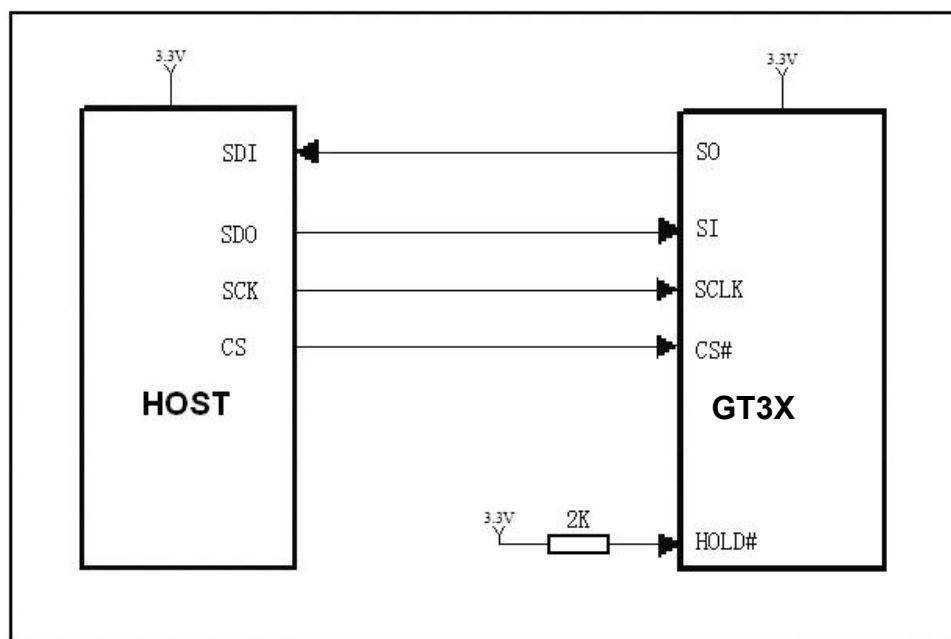 3.3V
3.3V
SDI
SO
SDO
SI
SCK
SCLK
CS
CS#
HOST
GT3X
3.3V
2K
HOLD#